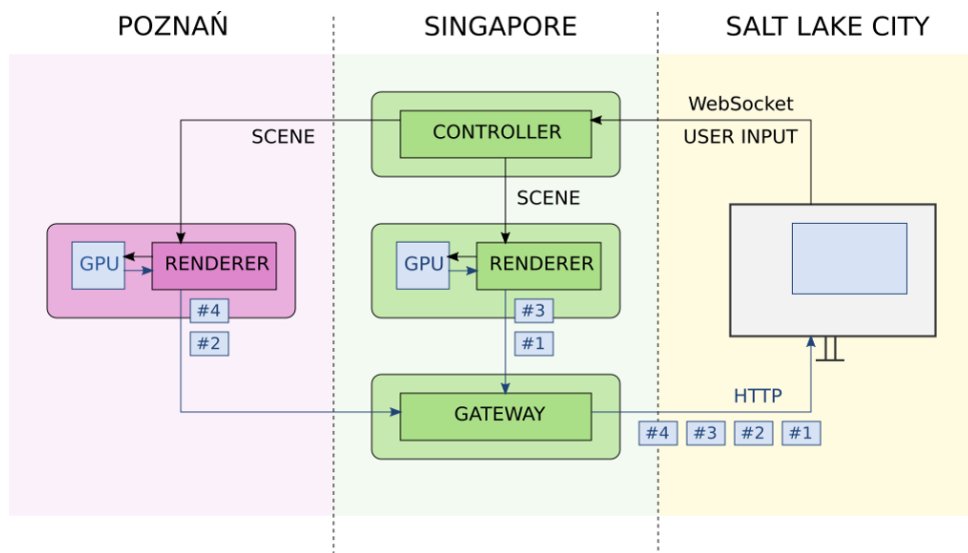 POZNAŃ
SINGAPORE
SALT LAKE CITY
WebSocket
SCENE
CONTROLLER
USER INPUT
SCENE
GPU
RENDERER
GPU
RENDERER
#4
#3
#2
#1
HTTP
GATEWAY
#4 #3 #2 #1